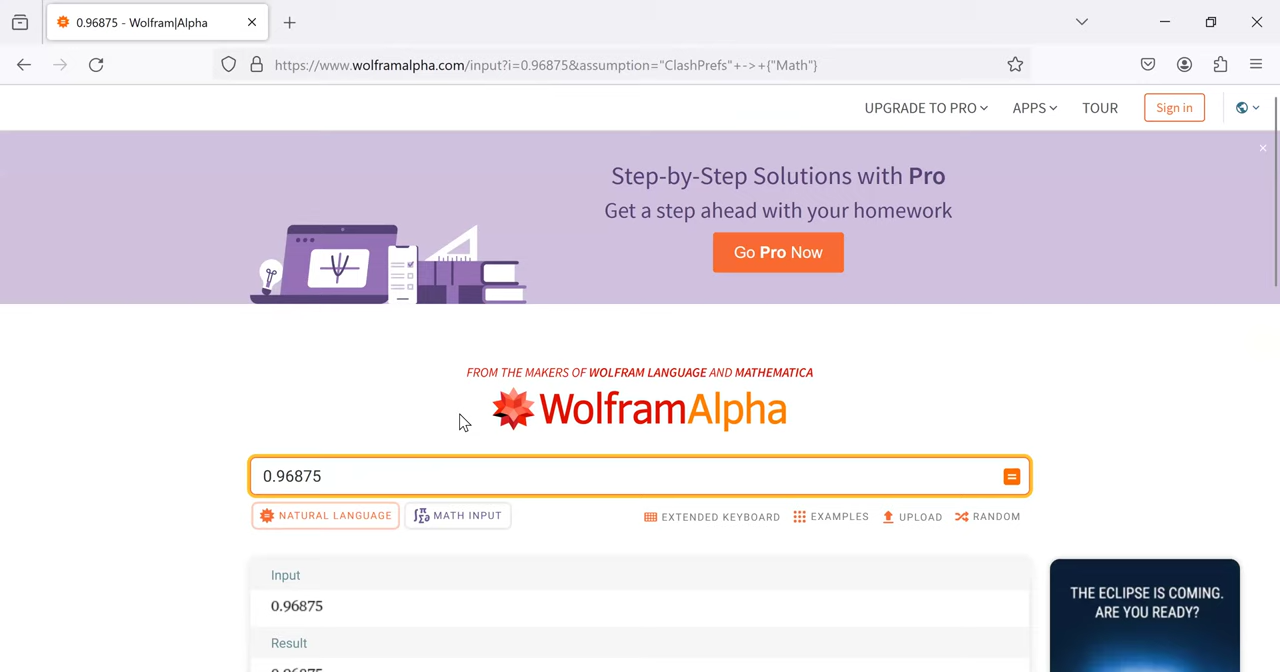 0.96875 - Wolfram|Alpha
https://www.wolframalpha.com/input?i=0.96875&assumption="ClashPrefs"+->+{"Math"}
UPGRADE TO PRO APPS TOUR Sign in
Step-by-Step Solutions with Pro
Get a step ahead with your homework
Go Pro Now
FROM THE MAKERS OF WOLFRAM LANGUAGE AND MATHEMATICA
WolframAlpha
0.96875
NATURAL LANGUAGE MATH INPUT EXTENDED KEYBOARD EXAMPLES UPLOAD RANDOM
Input
0.96875
THE ECLIPSE IS COMING.
ARE YOU READY?
Result
0.96875